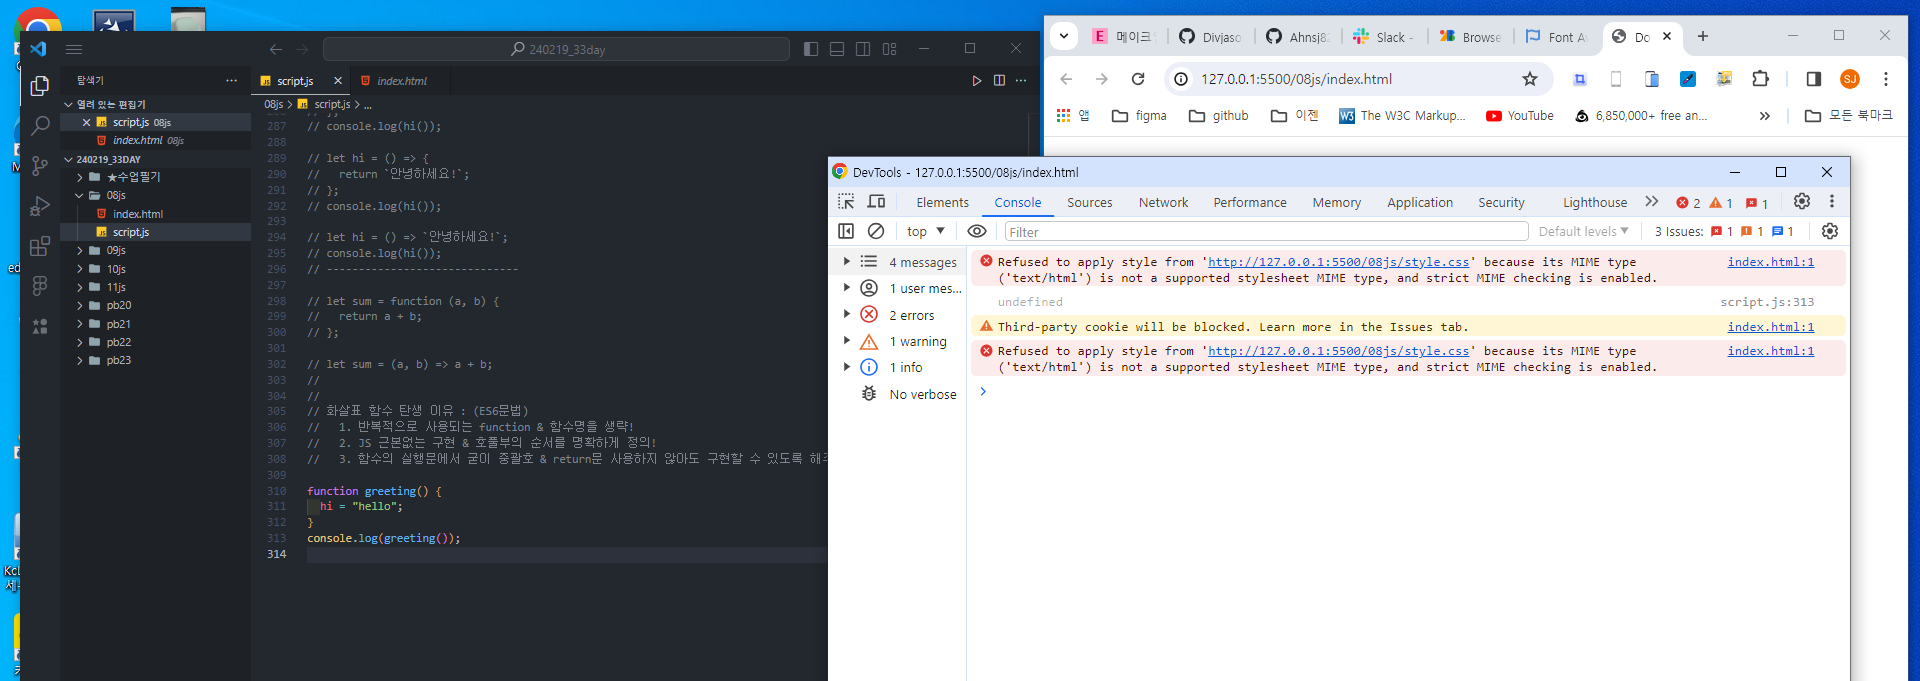 240219_33day
탐색기
열려 있는 편집기
script.js 08js
index.html 08js
240219_33DAY
★수업필기
08js
index.html
script.js
09js
10js
11js
pb20
pb21
pb22
pb23
script.js
index.html
08js > script.js > ...
287 // console.log(hi());
288
289 // let hi = () => {
290 //   return `안녕하세요!`;
291 // };
292 // console.log(hi());
293
294 // let hi = () => `안녕하세요!`;
295 // console.log(hi());
296 // ------------------------------
297
298 // let sum = function (a, b) {
299 //   return a + b;
300 // };
301
302 // let sum = (a, b) => a + b;
303 //
304 //
305 // 화살표 함수 탄생 이유 : (ES6문법)
306 //   1. 반복적으로 사용되는 function & 함수명을 생략!
307 //   2. JS 근본없는 구현 & 호풀부의 순서를 명확하게 정의!
308 //   3. 함수의 실행문에서 굳이 중괄호 & return문 사용하지 않아도 구현할 수 있도록 해주
309
310 function greeting() {
311   hi = "hello";
312 }
313 console.log(greeting());
314
메이크
Divjaso
Ahnsj82
Slack -
Browse
Font A
Do
127.0.0.1:5500/08js/index.html
SJ
앱
figma
github
이젠
W3 The W3C Markup...
YouTube
6,850,000+ free an...
모든 북마크
DevTools - 127.0.0.1:5500/08js/index.html
Elements Console Sources Network Performance Memory Application Security Lighthouse 2 1 1
top Filter Default levels 3 Issues: 1 1 1
4 messages
1 user mes...
2 errors
1 warning
1 info
No verbose
Refused to apply style from 'http://127.0.0.1:5500/08js/style.css' because its MIME type index.html:1
('text/html') is not a supported stylesheet MIME type, and strict MIME checking is enabled.
undefined script.js:313
Third-party cookie will be blocked. Learn more in the Issues tab. index.html:1
Refused to apply style from 'http://127.0.0.1:5500/08js/style.css' because its MIME type index.html:1
('text/html') is not a supported stylesheet MIME type, and strict MIME checking is enabled.